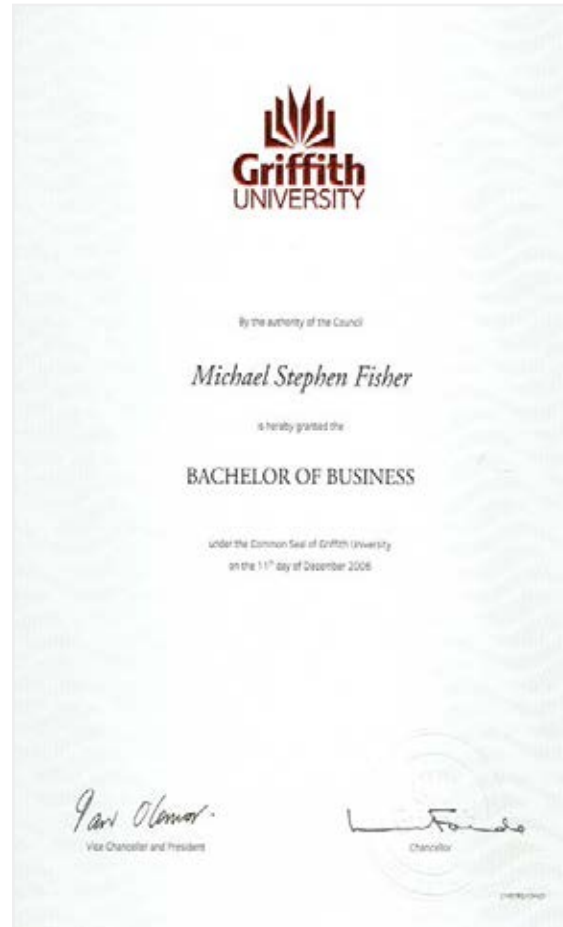 Griffith
UNIVERSITY
By the authority of the Council
Michael Stephen Fisher
is hereby granted the
BACHELOR OF BUSINESS
under the Common Seal of Griffith University
on the 11th day of December 2006
Vice Chancellor and President
Chancellor